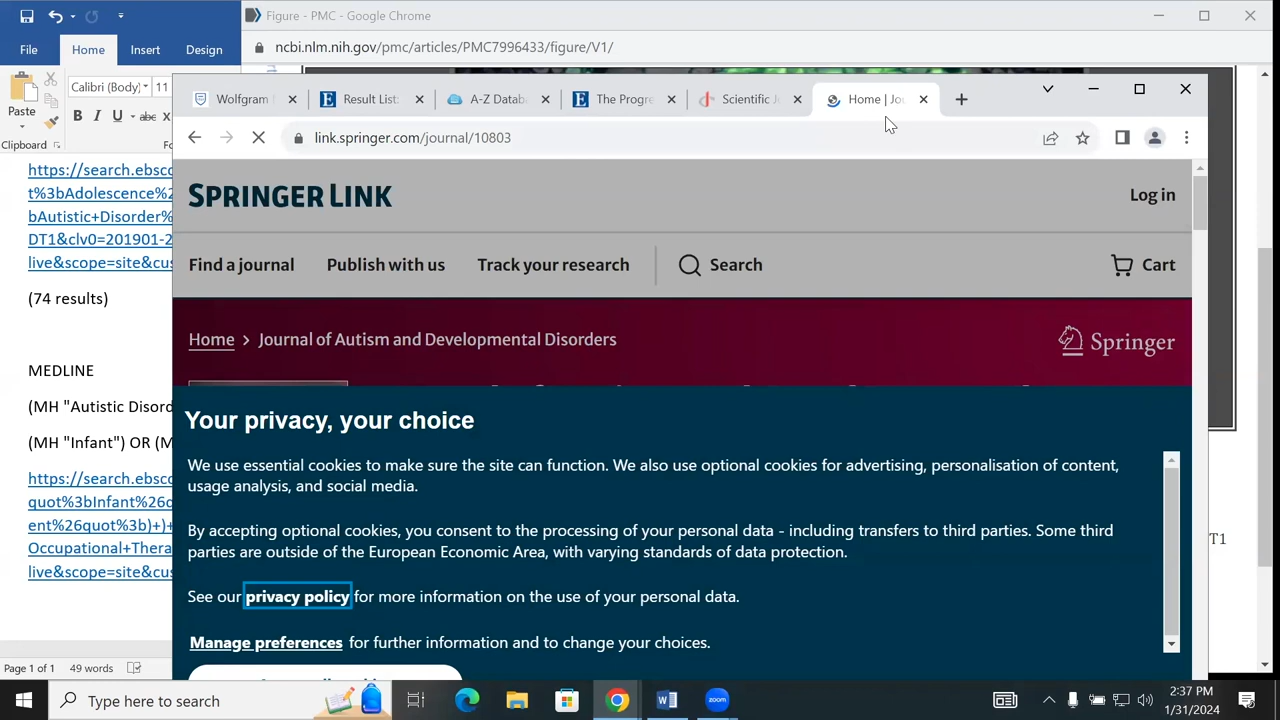 Figure - PMC - Google Chrome
File Home Insert Design
ncbi.nlm.nih.gov/pmc/articles/PMC7996433/figure/V1/
Calibri (Body) 11
Paste
B I U abc
Clipboard
Wolfgram
Result List:
A-Z Datab
The Progre
Scientific
Home | Jou
link.springer.com/journal/10803
SPRINGER LINK
Log in
Find a journal
Publish with us
Track your research
Search
Cart
Home > Journal of Autism and Developmental Disorders
Springer
Your privacy, your choice
We use essential cookies to make sure the site can function. We also use optional cookies for advertising, personalisation of content,
usage analysis, and social media.
By accepting optional cookies, you consent to the processing of your personal data - including transfers to third parties. Some third
parties are outside of the European Economic Area, with varying standards of data protection.
See our privacy policy for more information on the use of your personal data.
Manage preferences for further information and to change your choices.
https://search.ebsco
t%3bAdolescence%2
bAutistic+Disorder%
DT1&clv0=201901-2
live&scope=site&cus
(74 results)
MEDLINE
(MH "Autistic Disord
(MH "Infant") OR (M
https://search.ebsco
quot%3bInfant%26q
ent%26quot%3b)+)+
Occupational+Thera
live&scope=site&cus
T1
Page 1 of 1 49 words
Type here to search
zoom
2:37 PM
1/31/2024